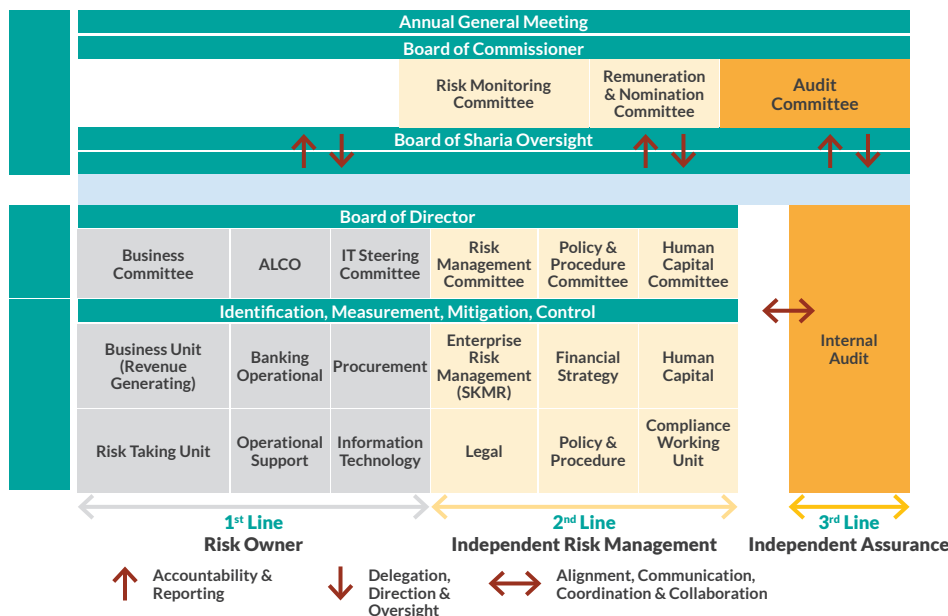 Annual General Meeting
Board of Commissioner
Risk Monitoring
Committee
Remuneration
& Nomination
Committee
Audit
Committee
Board of Sharia Oversight
Board of Director
Business
Committee
ALCO
IT Steering
Committee
Risk
Management
Committee
Policy &
Procedure
Committee
Human
Capital
Committee
Identification, Measurement, Mitigation, Control
Business Unit
(Revenue
Generating)
Banking
Operational
Procurement
Enterprise
Risk
Management
(SKMR)
Financial
Strategy
Human
Capital
Internal
Audit
Risk Taking Unit
Operational
Support
Information
Technology
Legal
Policy &
Procedure
Compliance
Working
Unit
1st Line
Risk Owner
2nd Line
Independent Risk Management
3rd Line
Independent Assurance
Accountability &
Reporting
Delegation,
Direction &
Oversight
Alignment, Communication,
Coordination & Collaboration